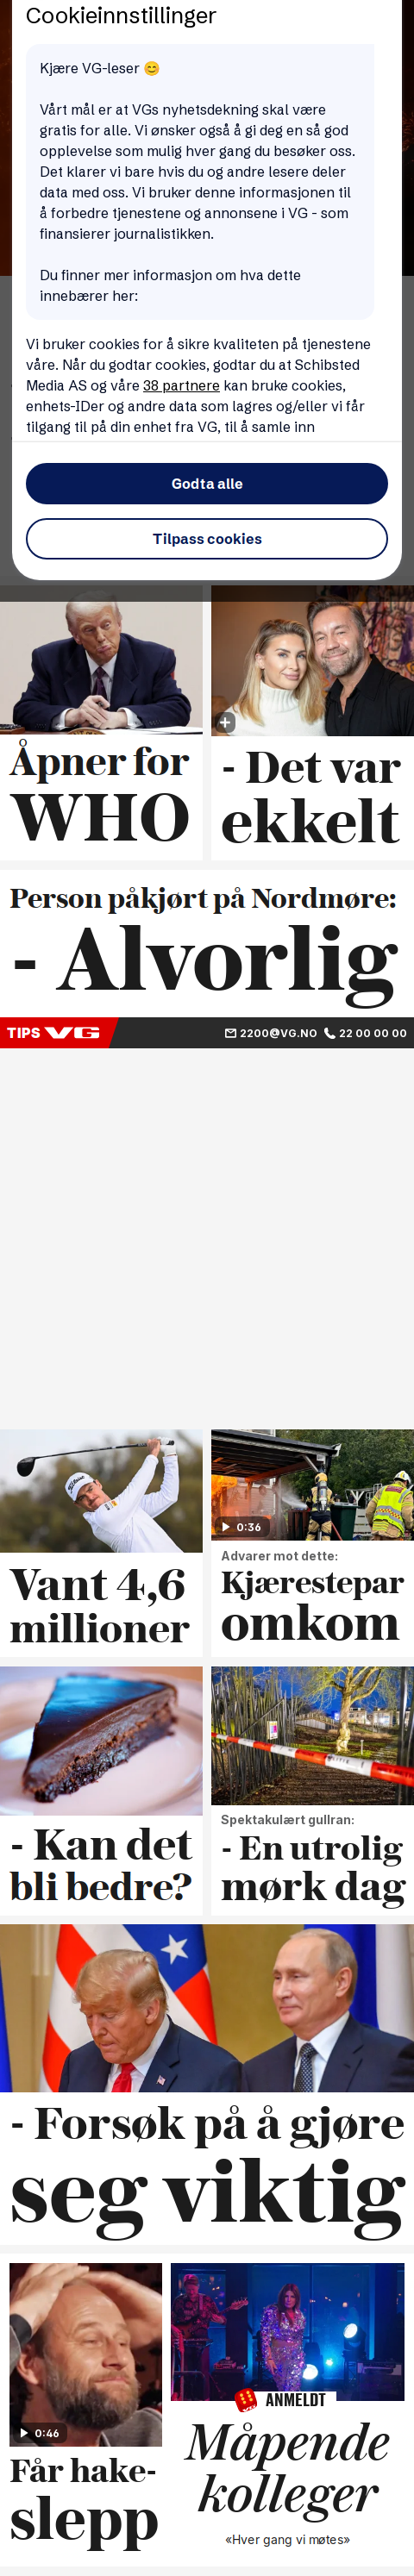 Cookieinnstillinger
Kjære VG-leser 😊
Vårt mål er at VGs nyhetsdekning skal være
gratis for alle. Vi ønsker også å gi deg en så god
opplevelse som mulig hver gang du besøker oss.
Det klarer vi bare hvis du og andre lesere deler
data med oss. Vi bruker denne informasjonen til
å forbedre tjenestene og annonsene i VG - som
finansierer journalistikken.
Du finner mer informasjon om hva dette
innebærer her:
Vi bruker cookies for å sikre kvaliteten på tjenestene
våre. Når du godtar cookies, godtar du at Schibsted
Media AS og våre 38 partnere kan bruke cookies,
enhets-IDer og andre data som lagres og/eller vi får
tilgang til på din enhet fra VG, til å samle inn
Godta alle
Tilpass cookies
Åpner for
WHO
- Det var
ekkelt
Person påkjørt på Nordmøre:
- Alvorlig
TIPS VG
2200@VG.NO 22 00 00 00
Vant 4,6
millioner
0:36
Advarer mot dette:
Kjærestepar
omkom
- Kan det
bli bedre?
Spektakulært gullran:
- En utrolig
mørk dag
- Forsøk på å gjøre
seg viktig
0:46
Får hake-
slepp
ANMELDT
Måpende
kolleger
«Hver gang vi møtes»